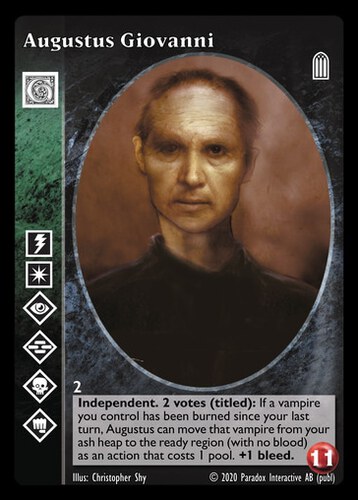 Augustus Giovanni
2
Independent. 2 votes (titled): If a vampire
you control has been burned since your last
turn, Augustus can move that vampire from your
ash heap to the ready region (with no blood)
as an action that costs 1 pool. +1 bleed.
11
Illus: Christopher Shy
© 2020 Paradox Interactive AB (publ)